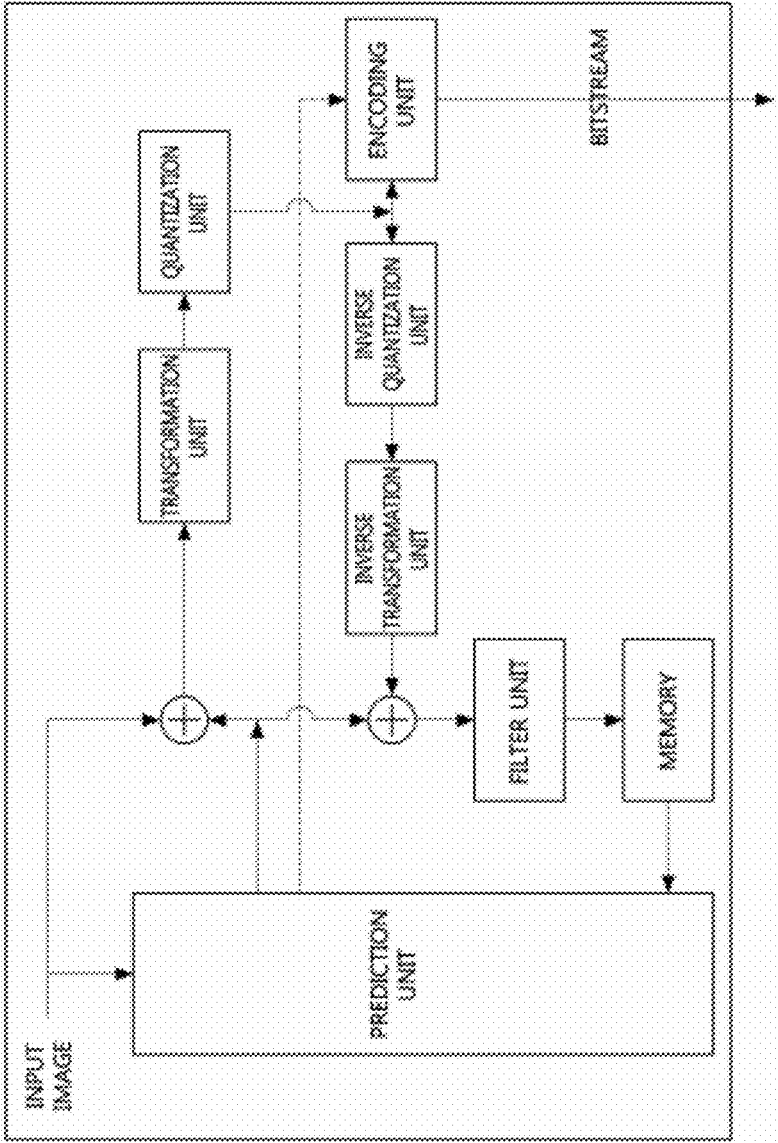 INPUT
IMAGE
PREDICTION
UNIT
TRANSFORMATION
UNIT
QUANTIZATION
UNIT
INVERSE
TRANSFORMATION
UNIT
INVERSE
QUANTIZATION
UNIT
ENCODING
UNIT
FILTER UNIT
MEMORY
BITSTREAM